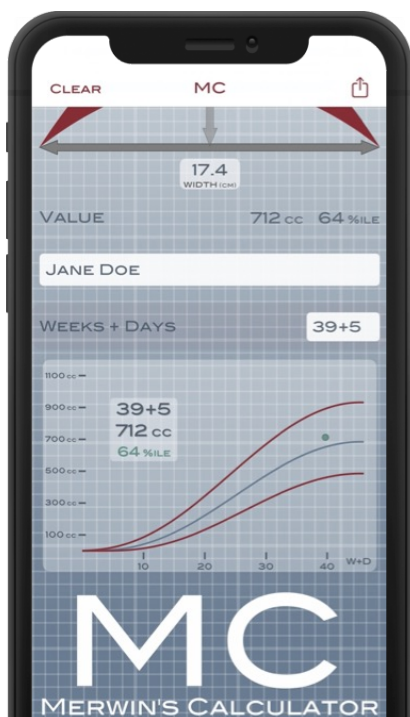 CLEAR MC
17.4
WIDTH (CM)
VALUE 712 CC 64 %ILE
JANE DOE
WEEKS + DAYS 39+5
1100 CC
900 CC
700 CC
500 CC
300 CC
100 CC
39+5
712 CC
64 %ILE
10 20 30 40 W+D
MC
MERWIN'S CALCULATOR